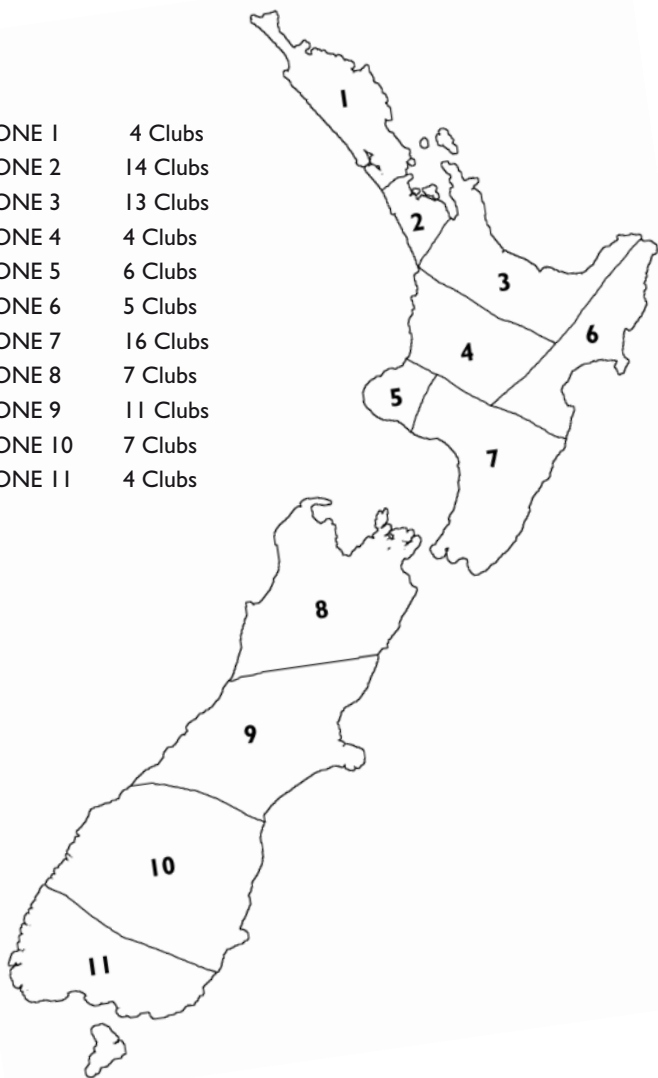 ONE 1 4 Clubs
ONE 2 14 Clubs
ONE 3 13 Clubs
ONE 4 4 Clubs
ONE 5 6 Clubs
ONE 6 5 Clubs
ONE 7 16 Clubs
ONE 8 7 Clubs
ONE 9 11 Clubs
ONE 10 7 Clubs
ONE 11 4 Clubs
1
2
3
6
4
5
7
8
9
10
11